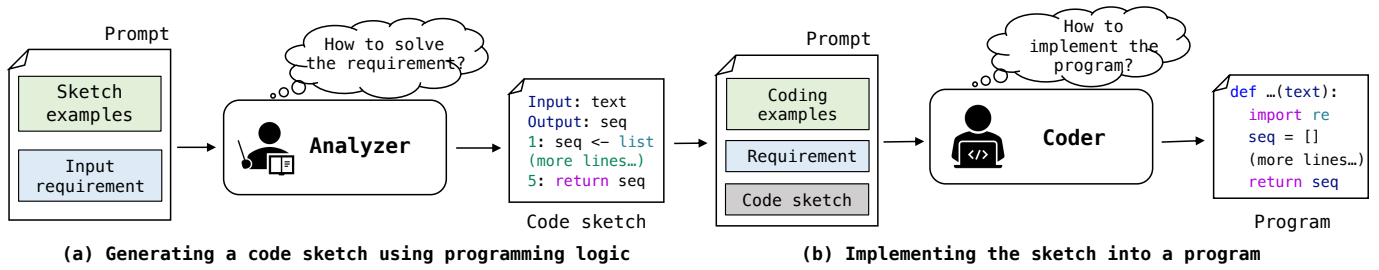 Prompt
Sketch
examples
Input
requirement
How to solve
the requirement?
Analyzer
Input: text
Output: seq
1: seq <- list
(more lines…)
5: return seq
Code sketch
(a) Generating a code sketch using programming logic
Prompt
Coding
examples
Requirement
Code sketch
How to
implement the
program?
</>
Coder
def …(text):
import re
seq = []
(more lines…)
return seq
Program
(b) Implementing the sketch into a program